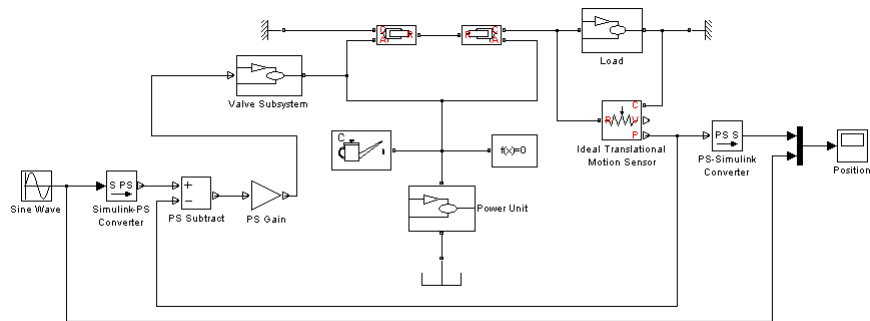 C
R
A
R
C
A
Load
Valve Subsystem
C
R
V
P
Ideal Translational
Motion Sensor
C
f(x)=0
PS S
PS-Simulink
Converter
Position
Sine Wave
S PS
Simulink-PS
Converter
+
−
PS Subtract
PS Gain
Power Unit